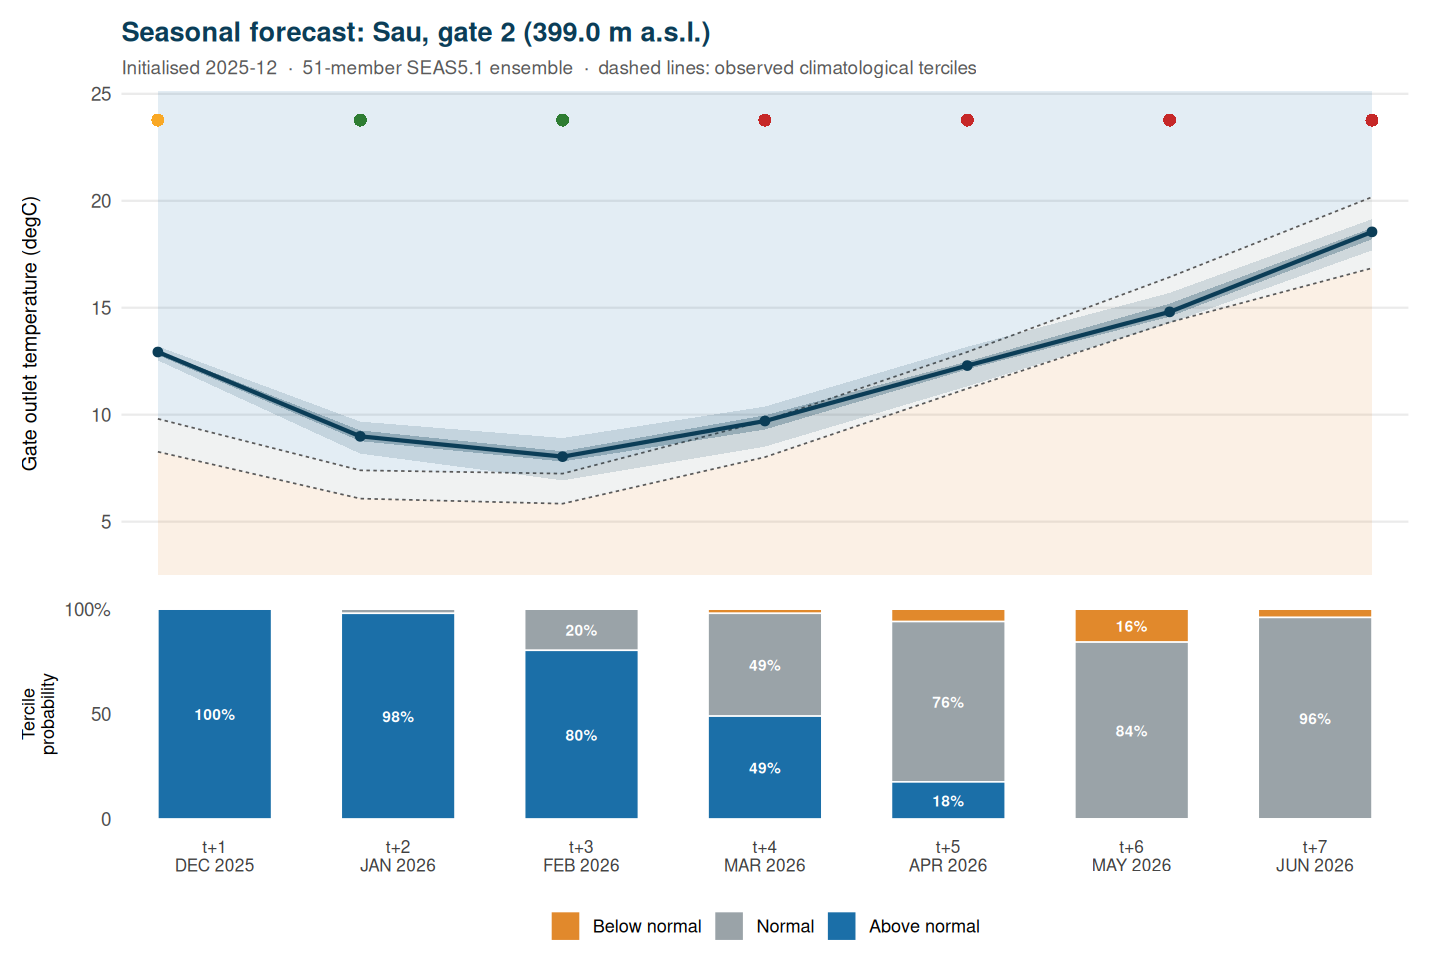 Seasonal forecast: Sau, gate 2 (399.0 m a.s.l.)
Initialised 2025-12 · 51-member SEAS5.1 ensemble · dashed lines: observed climatological terciles
Gate outlet temperature (degC)
25
20
15
10
5
Tercile
probability
100%
50
0
100%
98%
20%
80%
49%
49%
76%
18%
16%
84%
96%
t+1
DEC 2025
t+2
JAN 2026
t+3
FEB 2026
t+4
MAR 2026
t+5
APR 2026
t+6
MAY 2026
t+7
JUN 2026
Below normal
Normal
Above normal